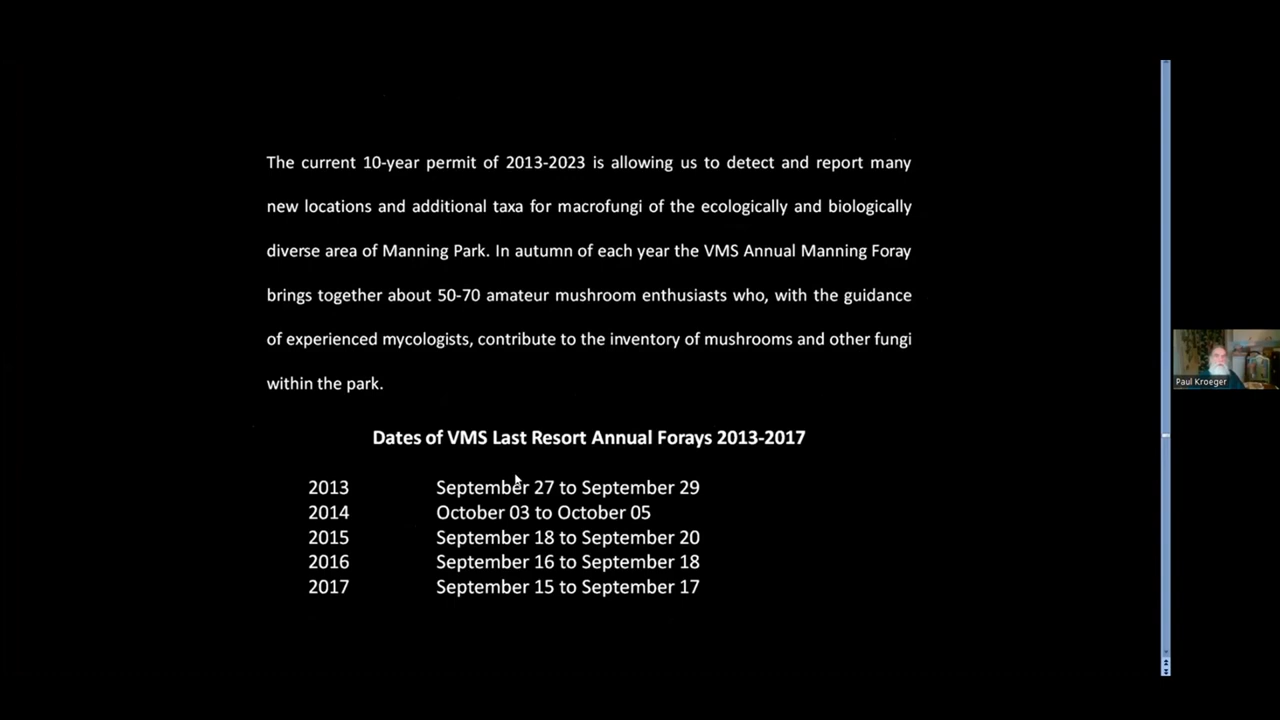 The current 10-year permit of 2013-2023 is allowing us to detect and report many
new locations and additional taxa for macrofungi of the ecologically and biologically
diverse area of Manning Park. In autumn of each year the VMS Annual Manning Foray
brings together about 50-70 amateur mushroom enthusiasts who, with the guidance
of experienced mycologists, contribute to the inventory of mushrooms and other fungi
within the park.
Dates of VMS Last Resort Annual Forays 2013-2017
2013 September 27 to September 29
2014 October 03 to October 05
2015 September 18 to September 20
2016 September 16 to September 18
2017 September 15 to September 17
Paul Kroeger